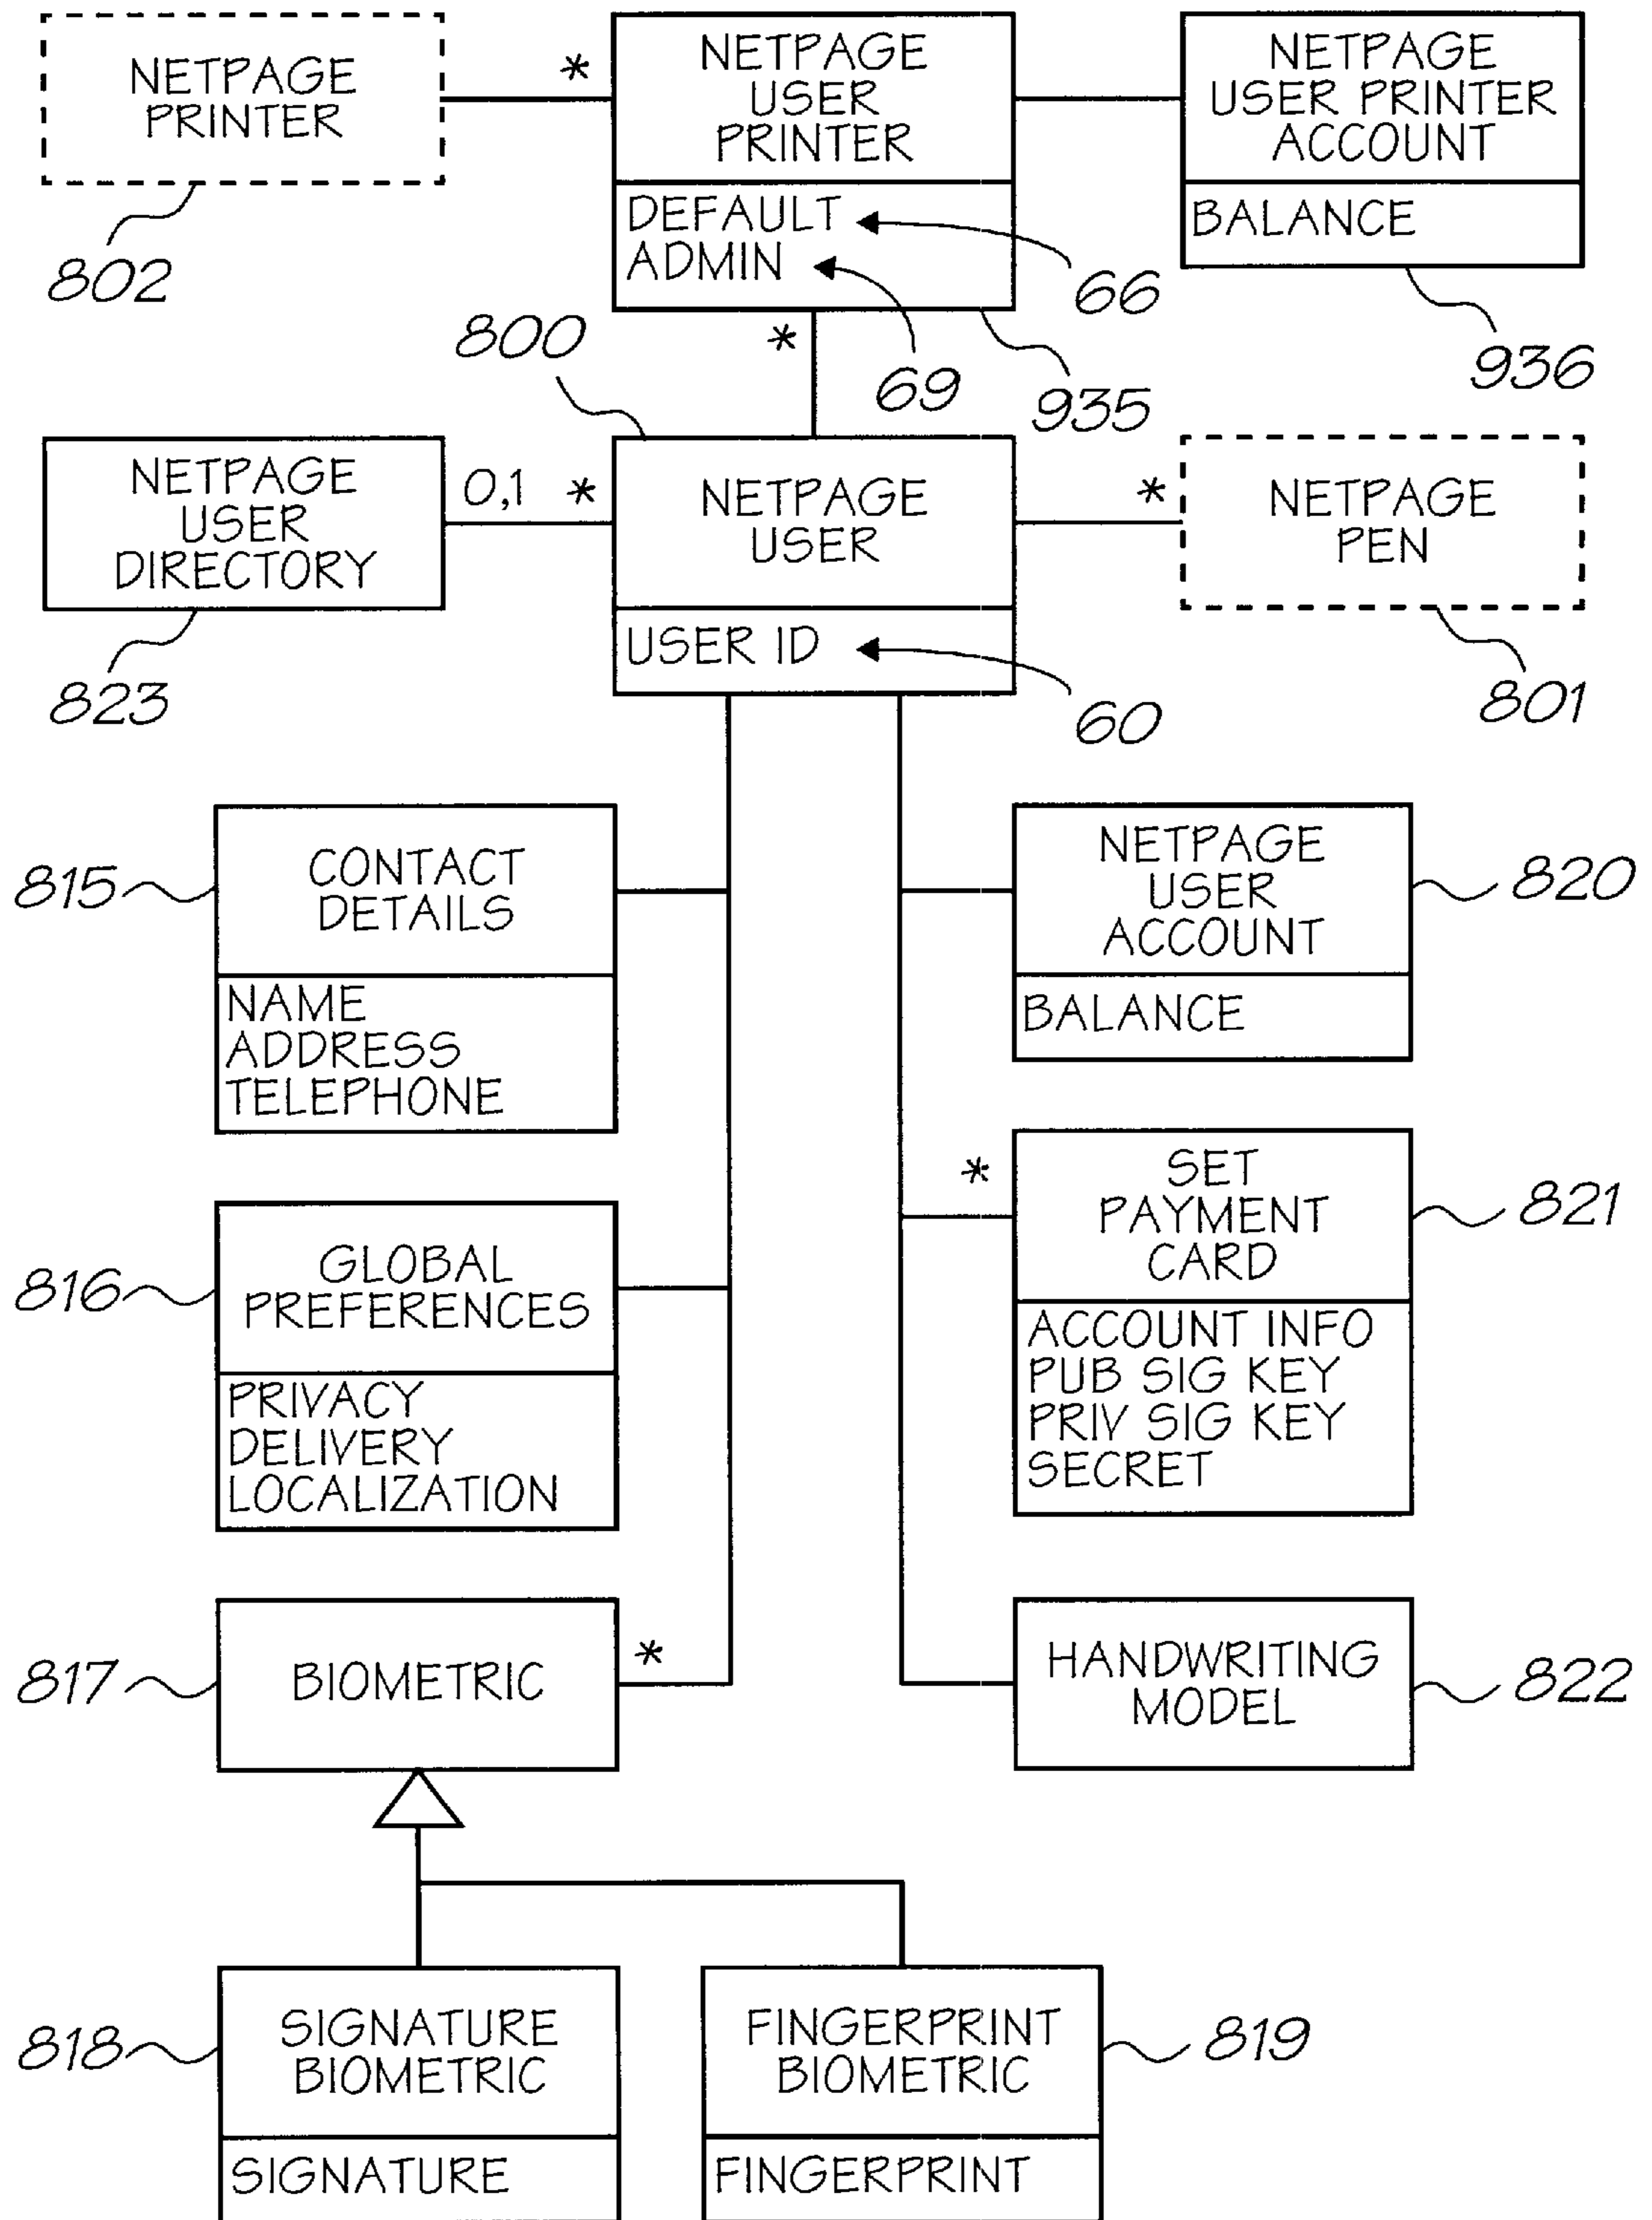 NETPAGE
PRINTER
802
*
NETPAGE
USER
PRINTER
DEFAULT
ADMIN
66
69
935
NETPAGE
USER PRINTER
ACCOUNT
BALANCE
936
*
800
NETPAGE
USER
DIRECTORY
823
0,1 *
NETPAGE
USER
USER ID
60
*
NETPAGE
PEN
801
815
CONTACT
DETAILS
NAME
ADDRESS
TELEPHONE
NETPAGE
USER
ACCOUNT
BALANCE
820
816
GLOBAL
PREFERENCES
PRIVACY
DELIVERY
LOCALIZATION
*
SET
PAYMENT
CARD
ACCOUNT INFO
PUB SIG KEY
PRIV SIG KEY
SECRET
821
817
BIOMETRIC
*
HANDWRITING
MODEL
822
818
SIGNATURE
BIOMETRIC
SIGNATURE
FINGERPRINT
BIOMETRIC
FINGERPRINT
819